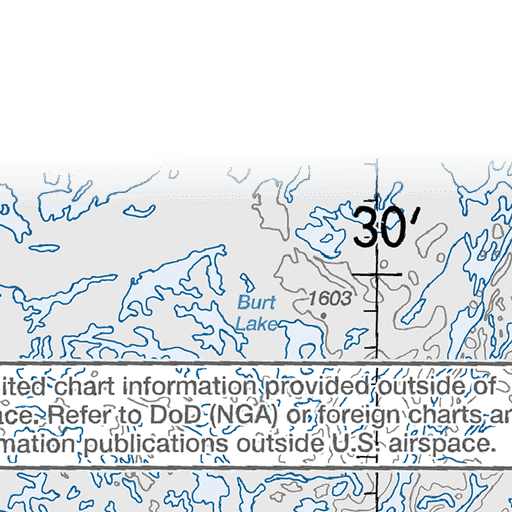 30′
1603
Burt
Lake
ited chart information provided outside of
ace. Refer to DoD (NGA) or foreign charts an
mation publications outside U.S. airspace.